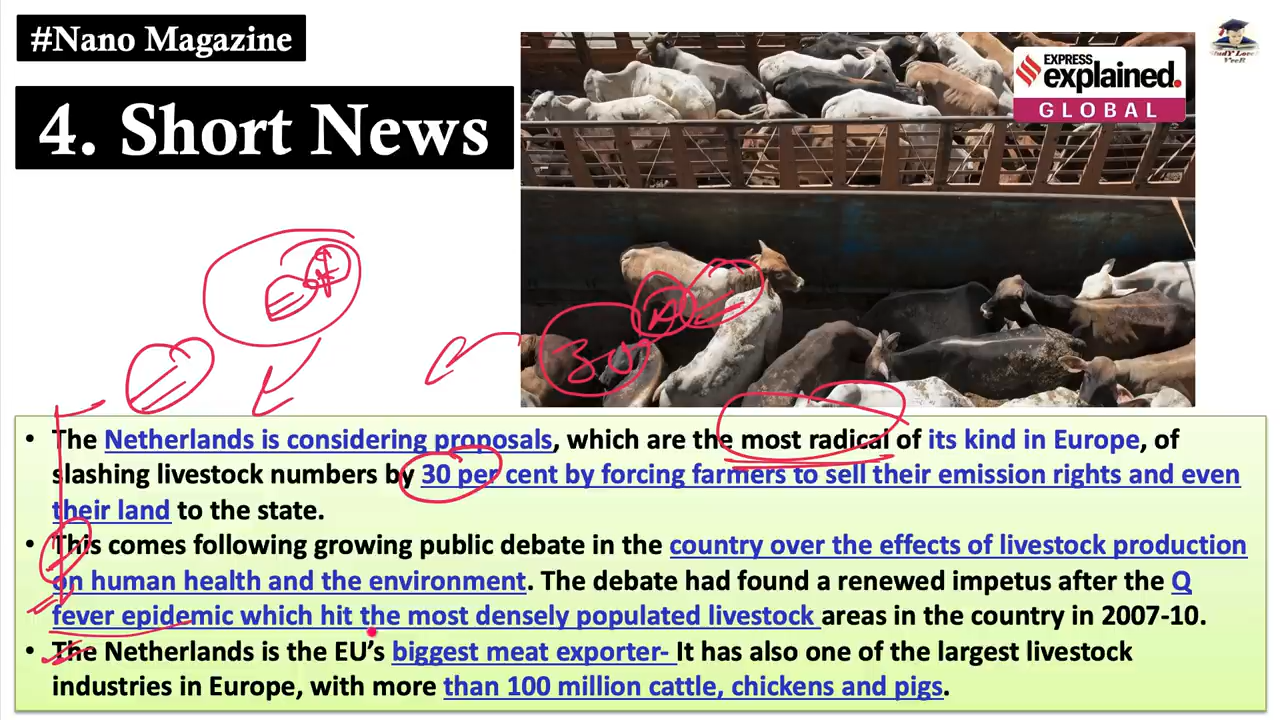 #Nano Magazine
4. Short News
EXPRESS
explained.
GLOBAL
StudY Lover
VeeR
30
• The Netherlands is considering proposals, which are the most radical of its kind in Europe, of
slashing livestock numbers by 30 per cent by forcing farmers to sell their emission rights and even
their land to the state.
• This comes following growing public debate in the country over the effects of livestock production
on human health and the environment. The debate had found a renewed impetus after the Q
fever epidemic which hit the most densely populated livestock areas in the country in 2007-10.
• The Netherlands is the EU’s biggest meat exporter- It has also one of the largest livestock
industries in Europe, with more than 100 million cattle, chickens and pigs.